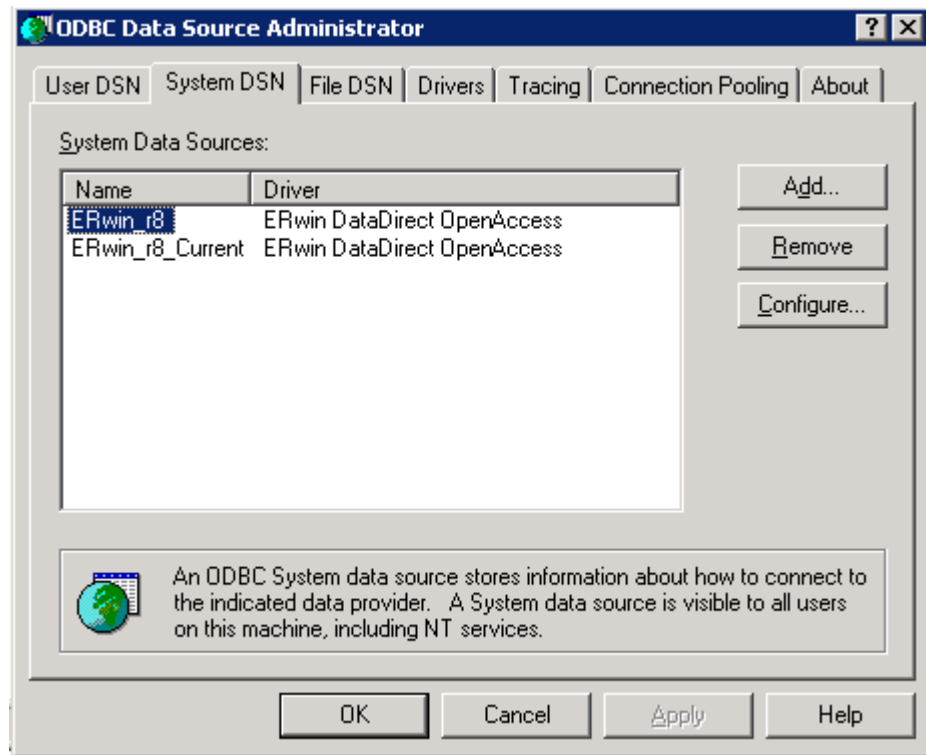 ODBC Data Source Administrator
User DSN System DSN File DSN Drivers Tracing Connection Pooling About
System Data Sources:
Name Driver
ERwin_r8 ERwin DataDirect OpenAccess
ERwin_r8_Current ERwin DataDirect OpenAccess
Add...
Remove
Configure...
An ODBC System data source stores information about how to connect to
the indicated data provider. A System data source is visible to all users
on this machine, including NT services.
OK Cancel Apply Help